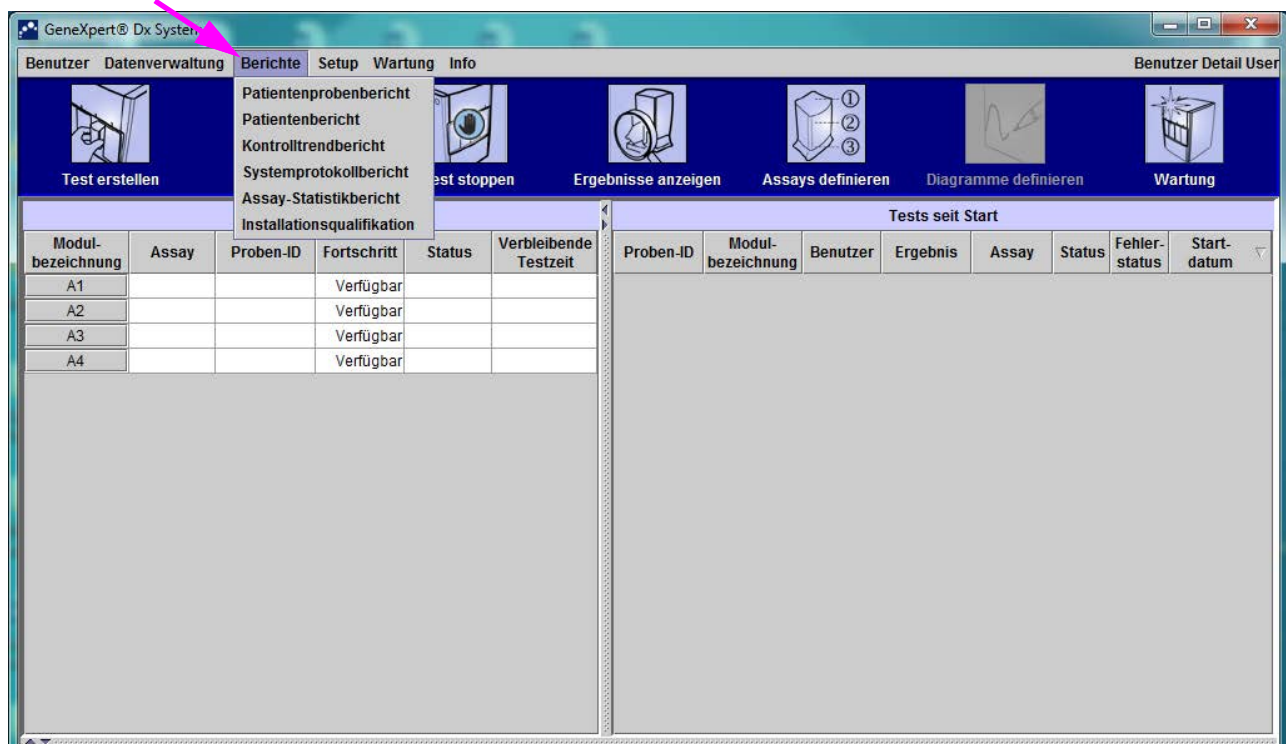 GeneXpert® Dx System
Benutzer Datenverwaltung Berichte Setup Wartung Info Benutzer Detail User
Patientenprobenbericht
Patientenbericht
Kontrolltrendbericht
Systemprotokollbericht
Assay-Statistikbericht
Installationsqualifikation
Test erstellen est stoppen Ergebnisse anzeigen Assays definieren Diagramme definieren Wartung
① 
②
③
Tests seit Start
Modul-bezeichnung Assay Proben-ID Fortschritt Status Verbleibende Testzeit
A1 Verfügbar
A2 Verfügbar
A3 Verfügbar
A4 Verfügbar
Proben-ID Modul-bezeichnung Benutzer Ergebnis Assay Status Fehler-status Start-datum